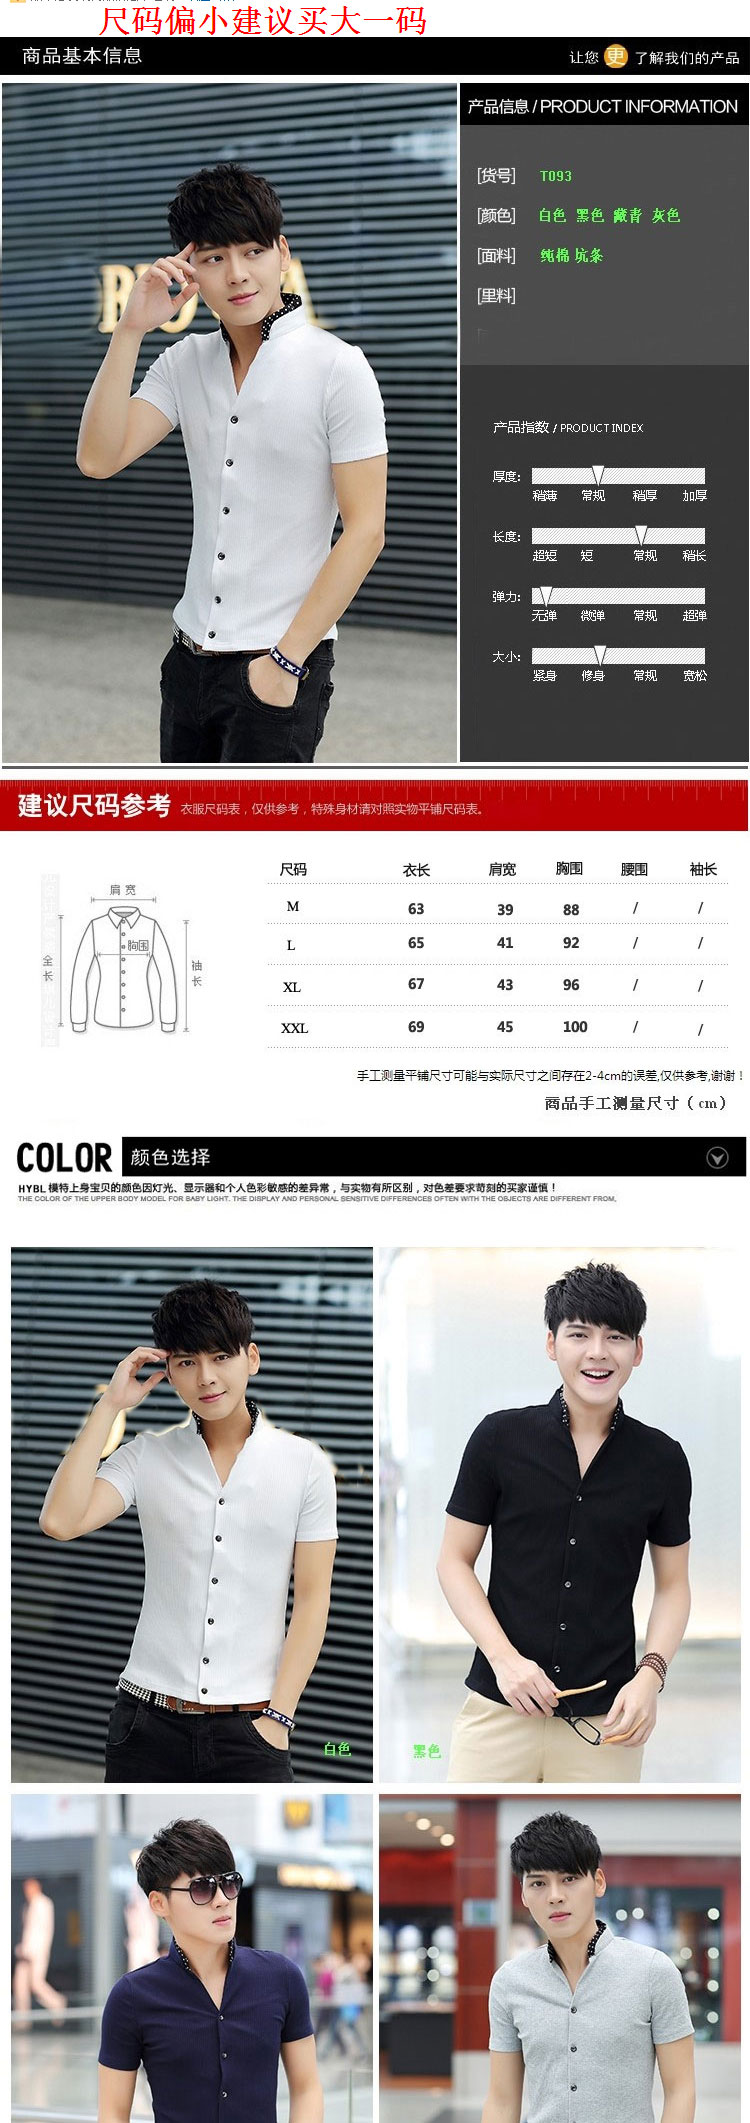 尺码偏小建议买大一码
商品基本信息
让您 更 了解我们的产品
产品信息 / PRODUCT INFORMATION
[货号] T093
[颜色] 白色 黑色 藏青 灰色
[面料] 纯棉 坑条
[里料]
产品指数 / PRODUCT INDEX
厚度:
稍薄 常规 稍厚 加厚
长度:
超短 短 常规 稍长
弹力:
无弹 微弹 常规 超弹
大小:
紧身 修身 常规 宽松
建议尺码参考 衣服尺码表，仅供参考，特殊身材请对照实物平铺尺码表。
肩宽
胸围
全长
袖长
尺码 衣长 肩宽 胸围 腰围 袖长
M 63 39 88 / /
L 65 41 92 / /
XL 67 43 96 / /
XXL 69 45 100 / /
手工测量平铺尺寸可能与实际尺寸之间存在2-4cm的误差,仅供参考,谢谢！
商品手工测量尺寸（cm）
COLOR 颜色选择
HYBL 模特上身宝贝的颜色因灯光、显示器和个人色彩敏感的差异常，与实物有所区别，对色差要求苛刻的买家谨慎！
THE COLOR OF THE UPPER BODY MODEL FOR BABY LIGHT. THE DISPLAY AND PERSONAL SENSITIVE DIFFERENCES OFTEN WITH THE OBJECTS ARE DIFFERENT FROM,
白色
黑色